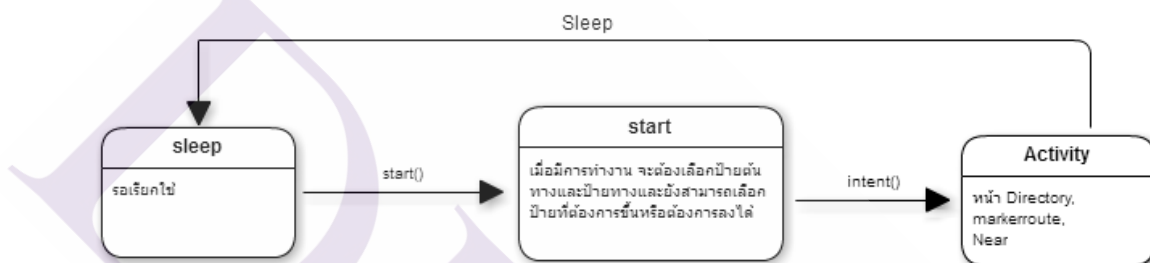 Sleep
sleep
รอเรียกใช้
start()
start
เมื่อมีการทำงาน จะต้องเลือกป้ายต้น
ทางและป้ายทางและยังสามารถเลือก
ป้ายที่ต้องการขึ้นหรือต้องการลงได้
intent()
Activity
หน้า Directory,
markerroute,
Near